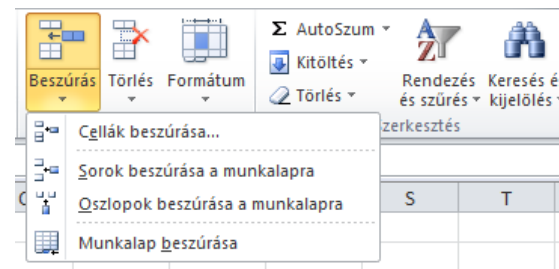 Beszúrás Törlés Formátum
Σ AutoSzum
Kitöltés
Törlés
Rendezés
és szűrés
Keresés é
kijelölés
zerkesztés
Cellák beszúrása...
Sorok beszúrása a munkalapra
Oszlopok beszúrása a munkalapra
Munkalap beszúrása
S T